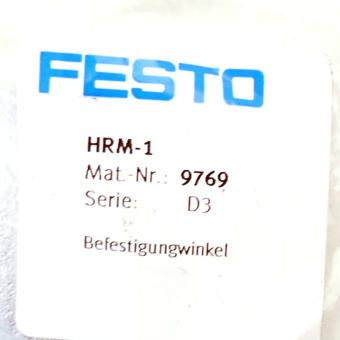 FESTO
HRM-1
Mat.-Nr.: 9769
Serie: D3
Befestigungwinkel